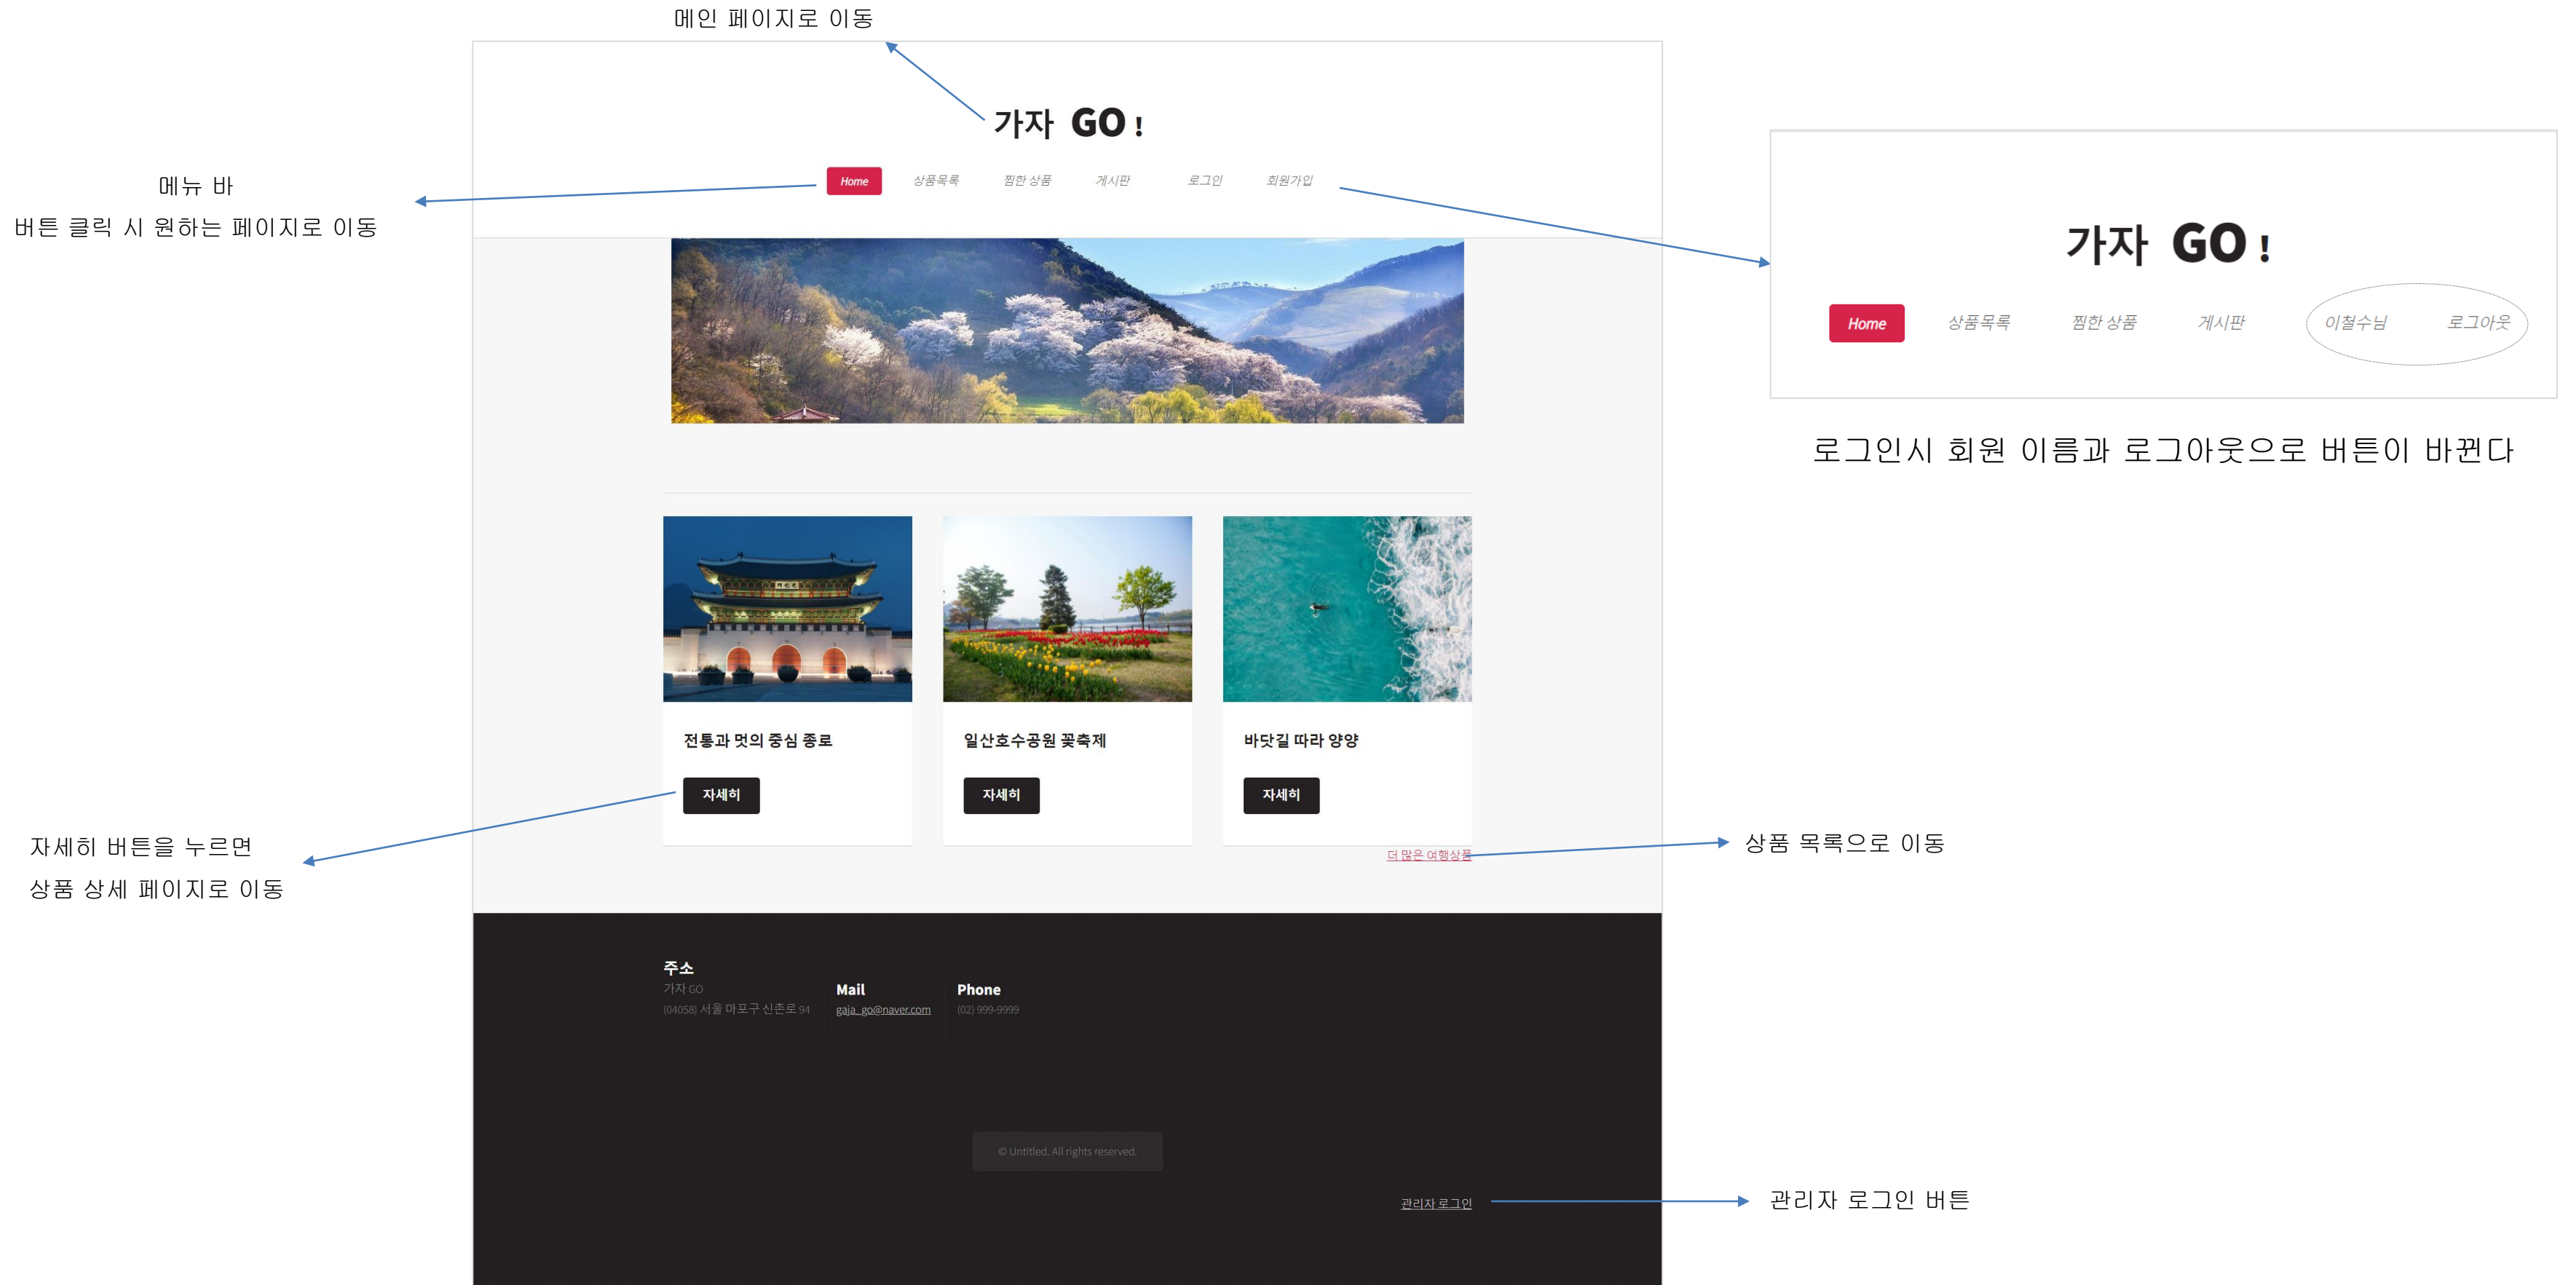 메인 페이지로 이동
가자 GO !
Home 상품목록 찜한 상품 게시판 로그인 회원가입
메뉴 바
버튼 클릭 시 원하는 페이지로 이동
가자 GO !
Home 상품목록 찜한 상품 게시판 이철수님 로그아웃
로그인시 회원 이름과 로그아웃으로 버튼이 바뀐다
전통과 멋의 중심 종로
자세히
일산호수공원 꽃축제
자세히
바닷길 따라 양양
자세히
자세히 버튼을 누르면
상품 상세 페이지로 이동
더 많은 여행상품
상품 목록으로 이동
주소
가자 GO
(04058) 서울 마포구 신촌로 94
Mail
gaja_go@naver.com
Phone
(02) 999-9999
© Untitled. All rights reserved.
관리자 로그인
관리자 로그인 버튼